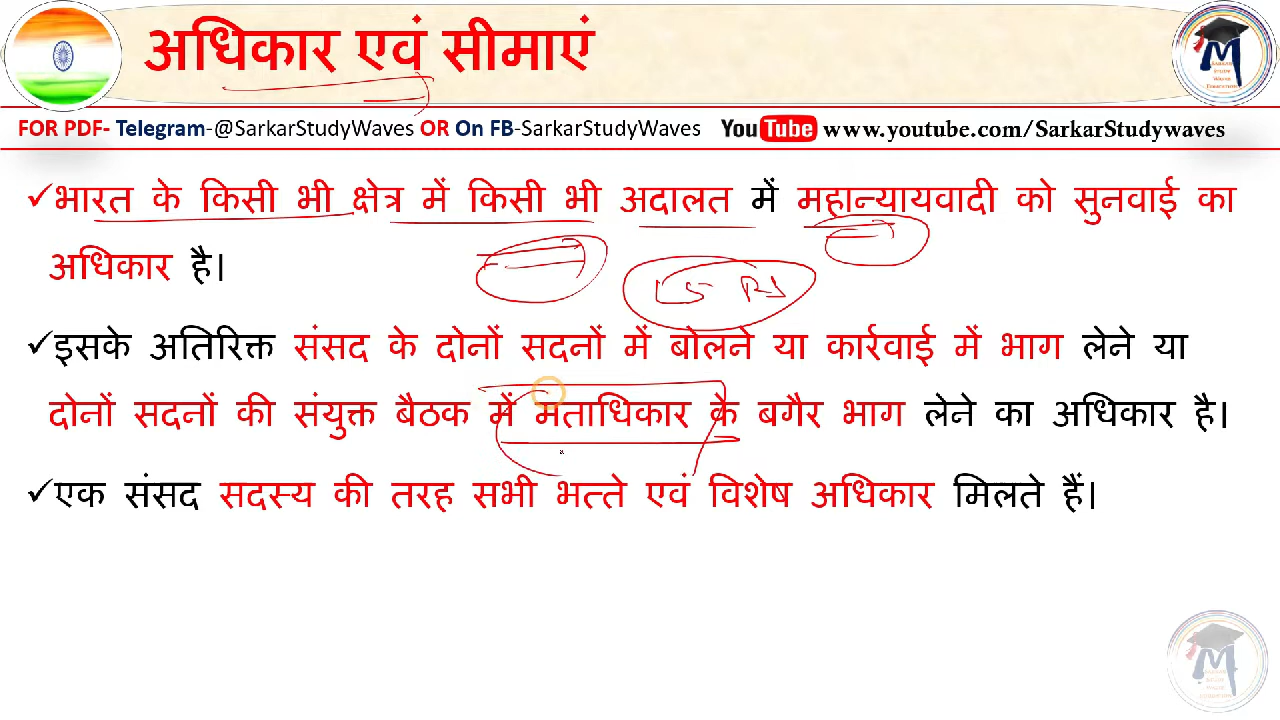 अधिकार एवं सीमाएं
FOR PDF- Telegram-@SarkarStudyWaves OR On FB-SarkarStudyWaves YouTube www.youtube.com/SarkarStudywaves
✓भारत के किसी भी क्षेत्र में किसी भी अदालत में महान्यायवादी को सुनवाई का
अधिकार है।
LS RS
✓इसके अतिरिक्त संसद के दोनों सदनों में बोलने या कार्रवाई में भाग लेने या
दोनों सदनों की संयुक्त बैठक में मताधिकार के बगैर भाग लेने का अधिकार है।
✓एक संसद सदस्य की तरह सभी भत्ते एवं विशेष अधिकार मिलते हैं।